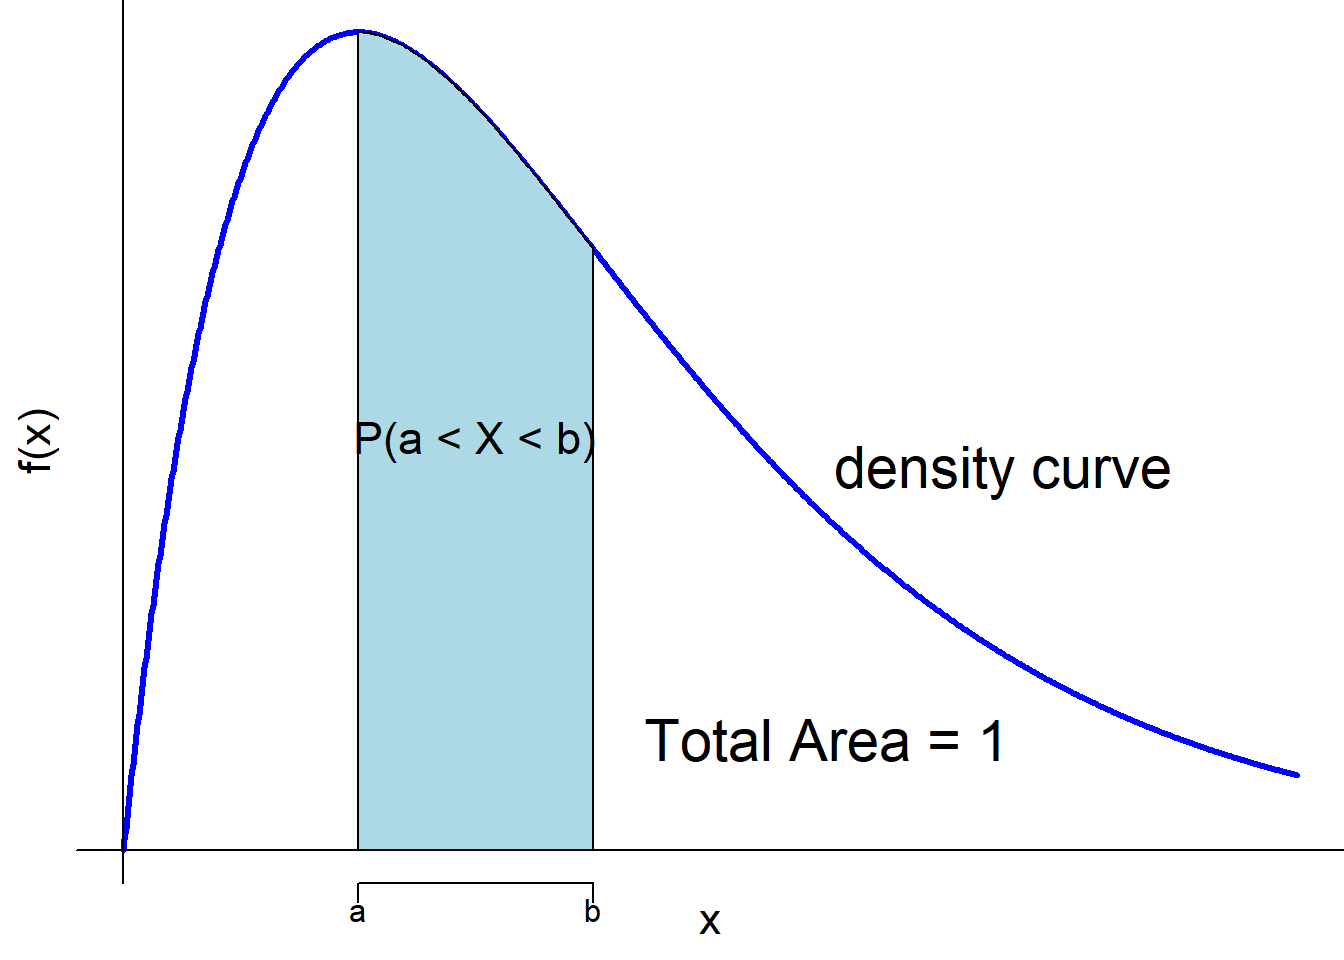 f(x)
P(a < X < b)
density curve
Total Area = 1
a
b
x